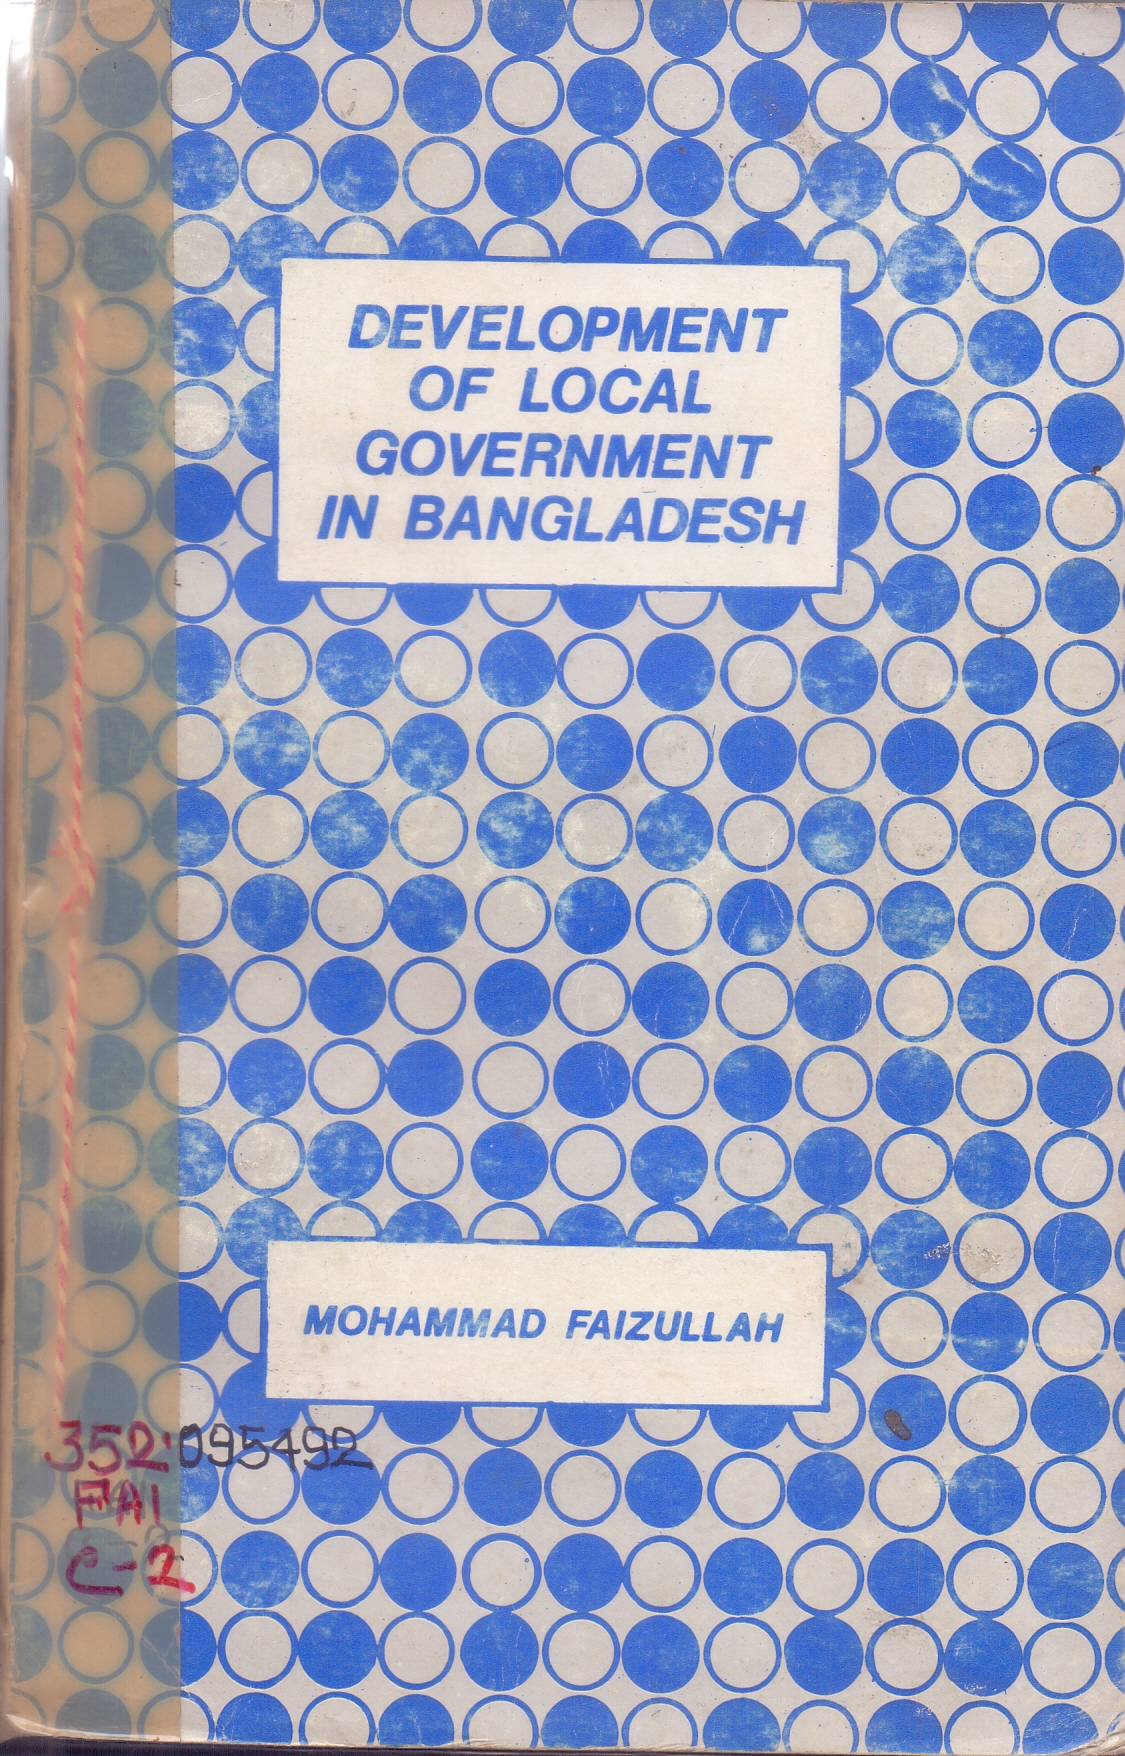 DEVELOPMENT
OF LOCAL
GOVERNMENT
IN BANGLADESH
MOHAMMAD FAIZULLAH
352.095492
FAI
C-2